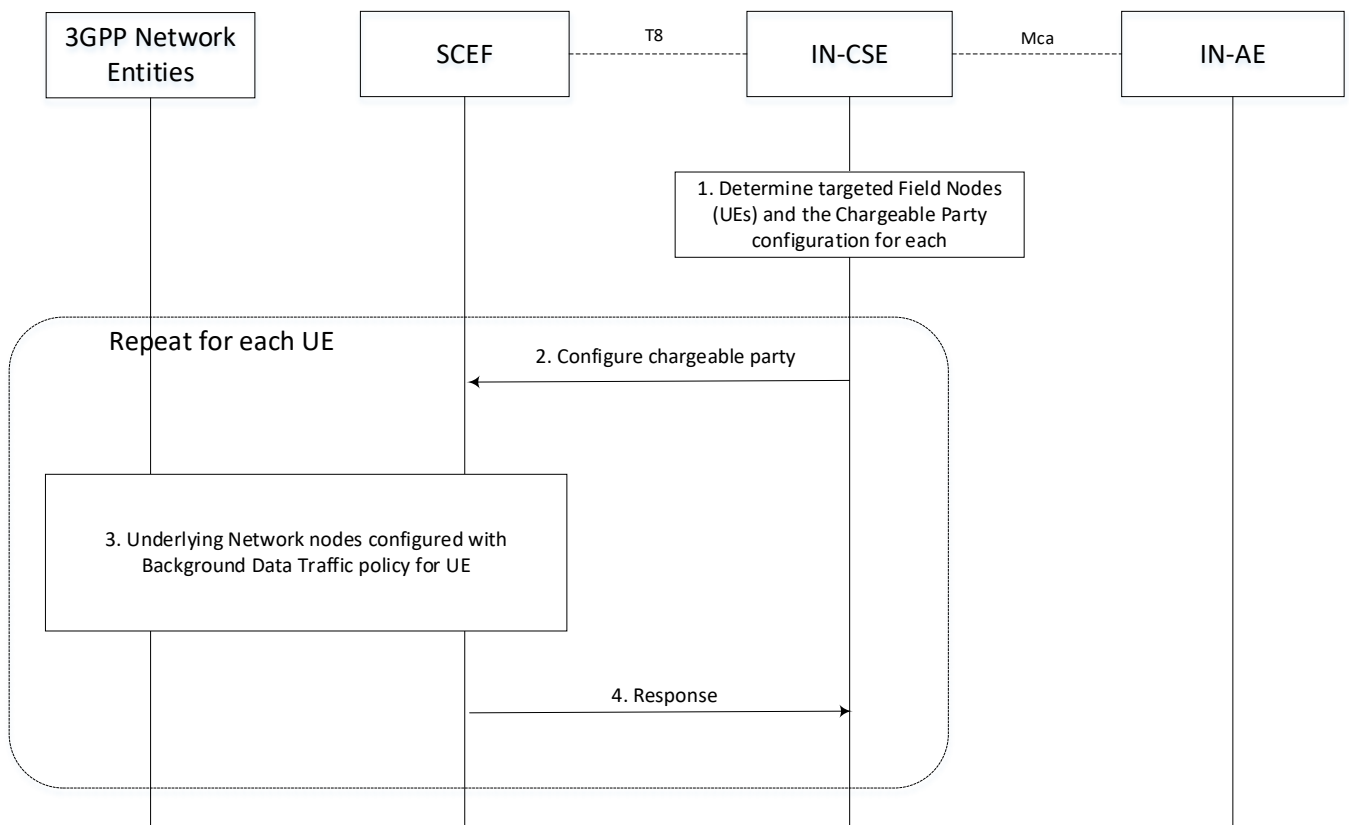 3GPP Network
Entities
SCEF
T8
IN-CSE
Mca
IN-AE
1. Determine targeted Field Nodes
(UEs) and the Chargeable Party
configuration for each
Repeat for each UE
2. Configure chargeable party
3. Underlying Network nodes configured with
Background Data Traffic policy for UE
4. Response